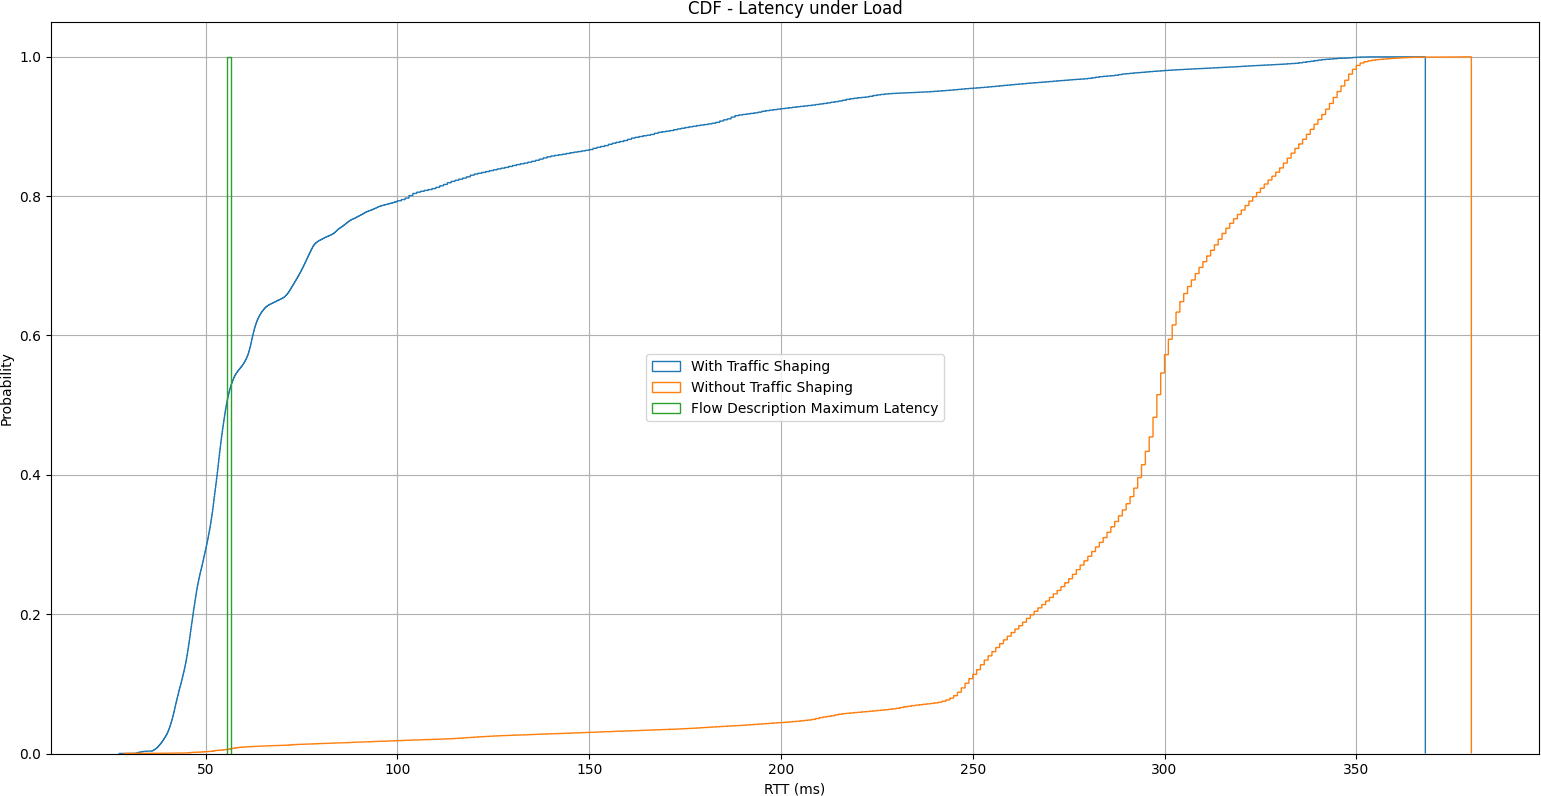 CDF - Latency under Load
1.0
0.8
0.6
0.4
0.2
0.0
Probability
With Traffic Shaping
Without Traffic Shaping
Flow Description Maximum Latency
50 100 150 200 250 300 350
RTT (ms)